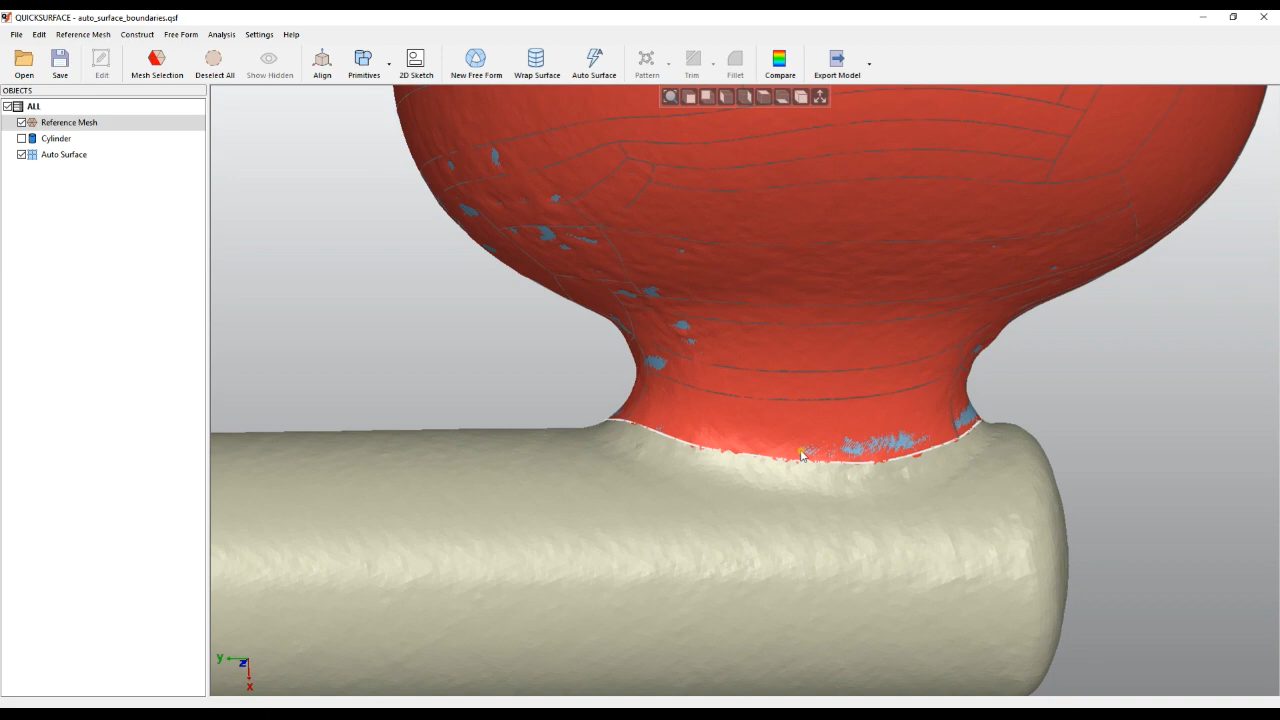 QUICKSURFACE - auto_surface_boundaries.qsf
File Edit Reference Mesh Construct Free Form Analysis Settings Help
Open Save Edit Mesh Selection Deselect All Show Hidden Align Primitives 2D Sketch New Free Form Wrap Surface Auto Surface Pattern Trim Fillet Compare Export Model
OBJECTS
ALL
Reference Mesh
Cylinder
Auto Surface
y z
x